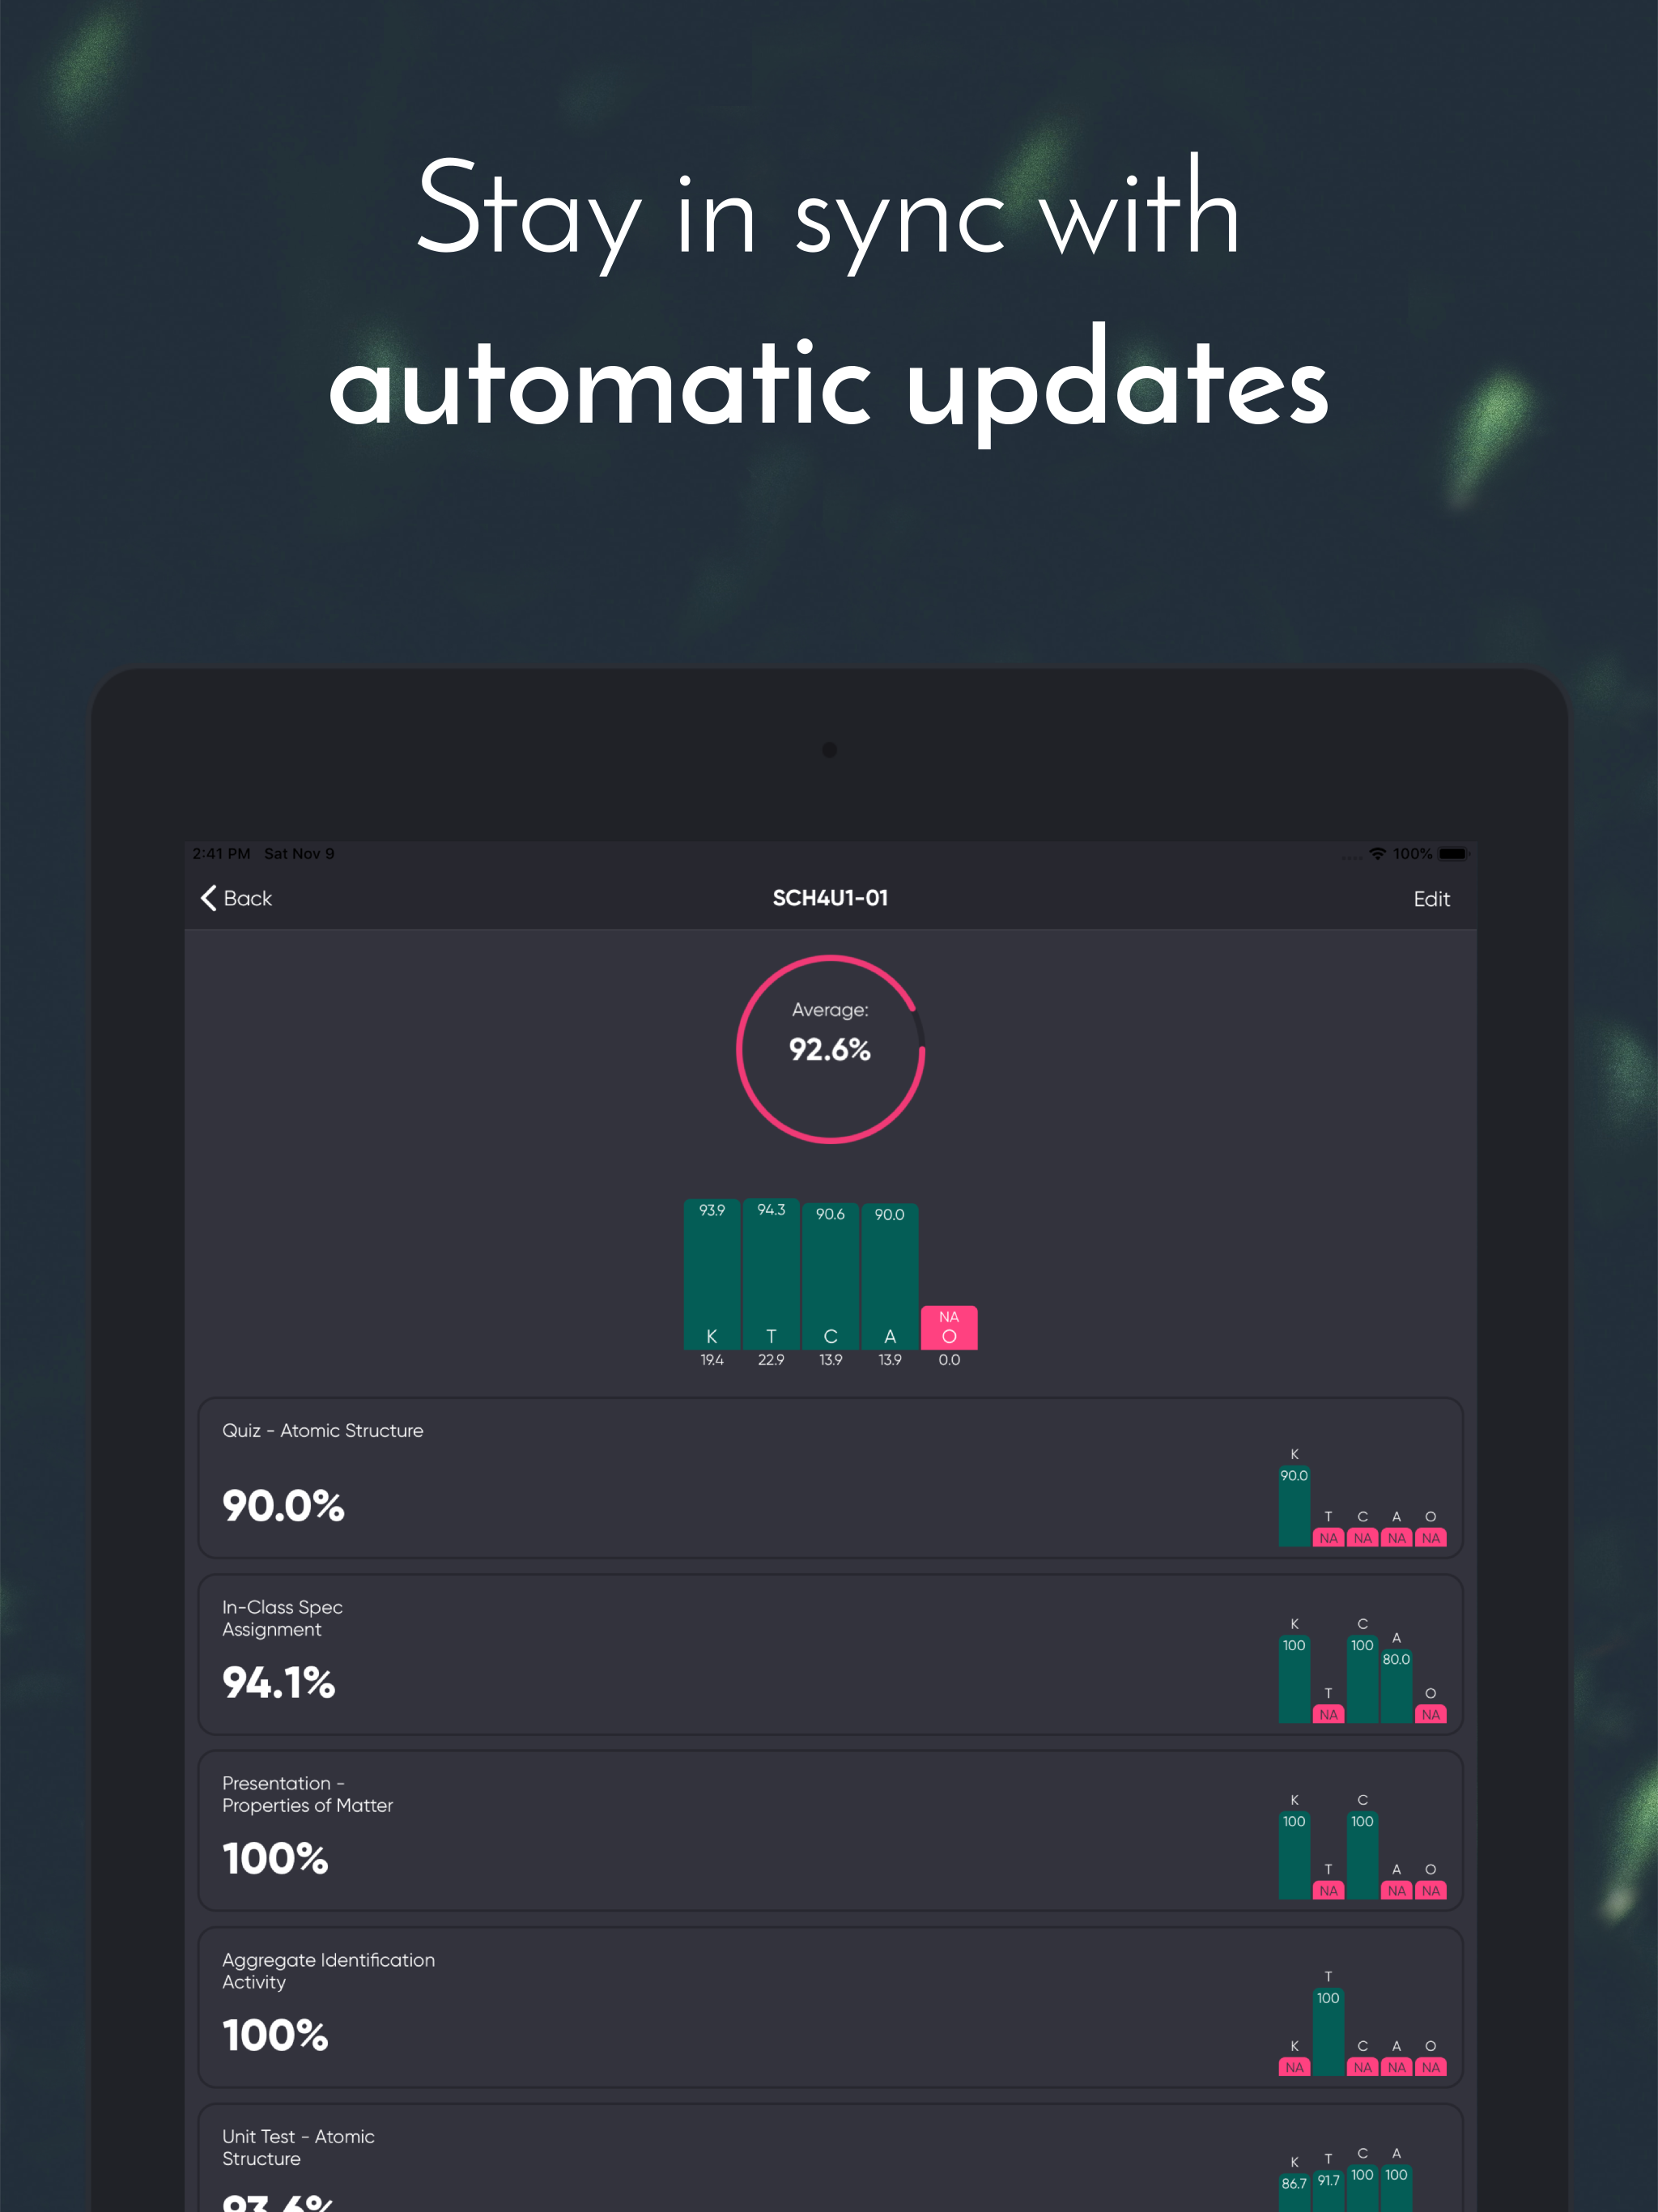 Stay in sync with
automatic updates
2:41 PM Sat Nov 9
100%
Back
SCH4U1-01
Edit
Average:
92.6%
93.9 94.3 90.6 90.0 NA
K T C A O
19.4 22.9 13.9 13.9 0.0
Quiz - Atomic Structure
90.0%
K
90.0
T C A O
NA NA NA NA
In-Class Spec
Assignment
94.1%
K C
A
100 100
80.0
T O
NA NA
Presentation -
Properties of Matter
100%
K C
100 100
T A O
NA NA NA
Aggregate Identification
Activity
100%
T
100
K C A O
NA NA NA NA
Unit Test - Atomic
Structure
93.6%
K T C A
86.7 91.7 100 100